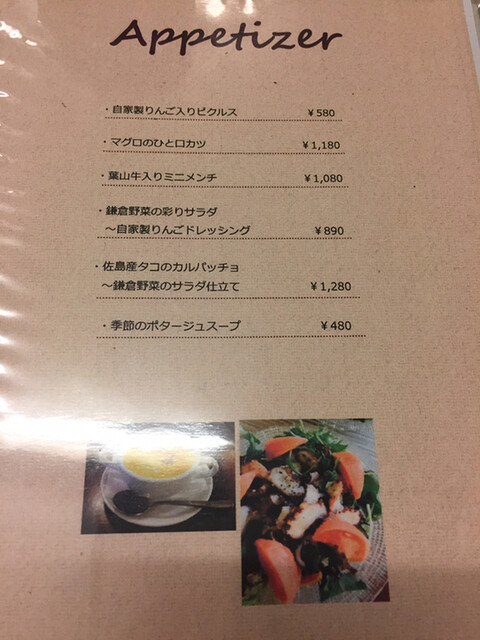 Appetizer
・自家製りんご入りピクルス ￥580
・マグロのひと口カツ ￥1,180
・葉山牛入りミニメンチ ￥1,080
・鎌倉野菜の彩りサラダ
～自家製りんごドレッシング ￥890
・佐島産タコのカルパッチョ
～鎌倉野菜のサラダ仕立て ￥1,280
・季節のポタージュスープ ￥480